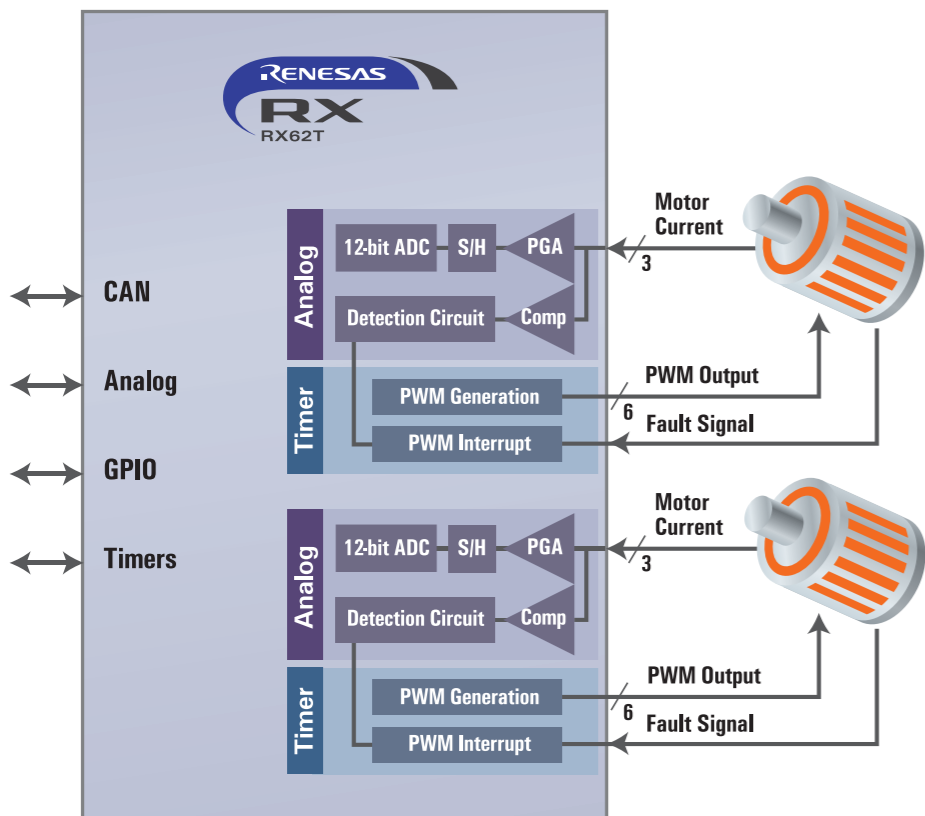 RENESAS
RX
RX62T
CAN
Analog
GPIO
Timers
Analog
12-bit ADC
S/H
PGA
Detection Circuit
Comp
Timer
PWM Generation
PWM Interrupt
Motor
Current
3
PWM Output
6
Fault Signal
Analog
12-bit ADC
S/H
PGA
Detection Circuit
Comp
Timer
PWM Generation
PWM Interrupt
Motor
Current
3
PWM Output
6
Fault Signal